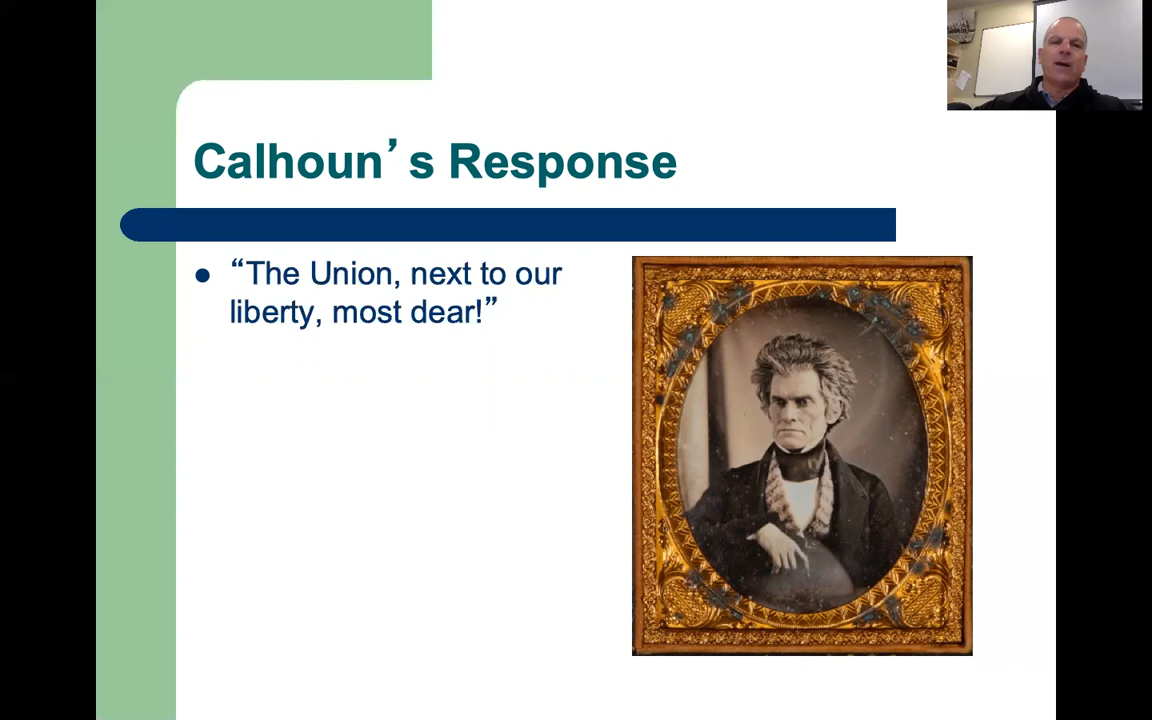 Calhoun’s Response
“The Union, next to our
liberty, most dear!”